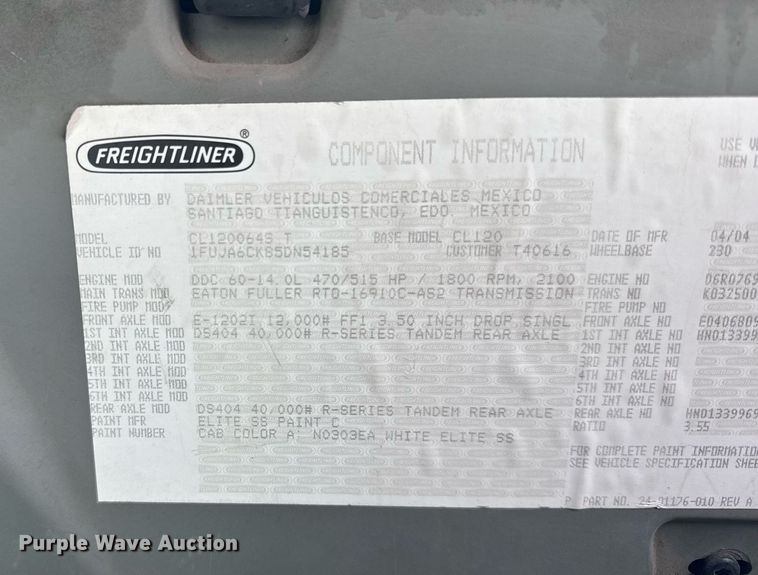 FREIGHTLINER ®
COMPONENT INFORMATION
USE
WHEN
MANUFACTURED BY DAIMLER VEHICULOS COMERCIALES MEXICO
SANTIAGO TIANGUISTENCO, EDO. MEXICO
MODEL CL120064S T BASE MODEL CL120 DATE OF MFR 04/04
VEHICLE ID 1FUJA6CK85DN54185 CUSTOMER T40616 WHEELBASE 230
ENGINE MOD DDC 60-14.0L 470/515 HP / 1800 RPM, 2100 ENGINE NO 06R0769
MAIN TRANS MOD EATON FULLER RTO-16910C-AS2 TRANSMISSION TRANS NO K032500
FIRE PUMP MOD FIRE PUMP NO
FRONT AXLE MOD E-1202I 12,000# FF1 3.50 INCH DROP SINGL FRONT AXLE NO E040680
1ST INT AXLE MOD DS404 40,000# R-SERIES TANDEM REAR AXLE 1ST INT AXLE NO HN0133996
2ND INT AXLE MOD 2ND INT AXLE NO
3RD INT AXLE MOD 3RD INT AXLE NO
4TH INT AXLE MOD 4TH INT AXLE NO
5TH INT AXLE MOD 5TH INT AXLE NO
6TH INT AXLE MOD 6TH INT AXLE NO
REAR AXLE MOD DS404 40,000# R-SERIES TANDEM REAR AXLE REAR AXLE NO HN0133996
PAINT MFR ELITE SS PAINT C RATIO 3.55
PAINT NUMBER CAB COLOR A: N0303EA WHITE ELITE SS
FOR COMPLETE PAINT INFORMATION
SEE VEHICLE SPECIFICATION SHEE
PART NO. 24-01176-010 REV A
Purple Wave Auction